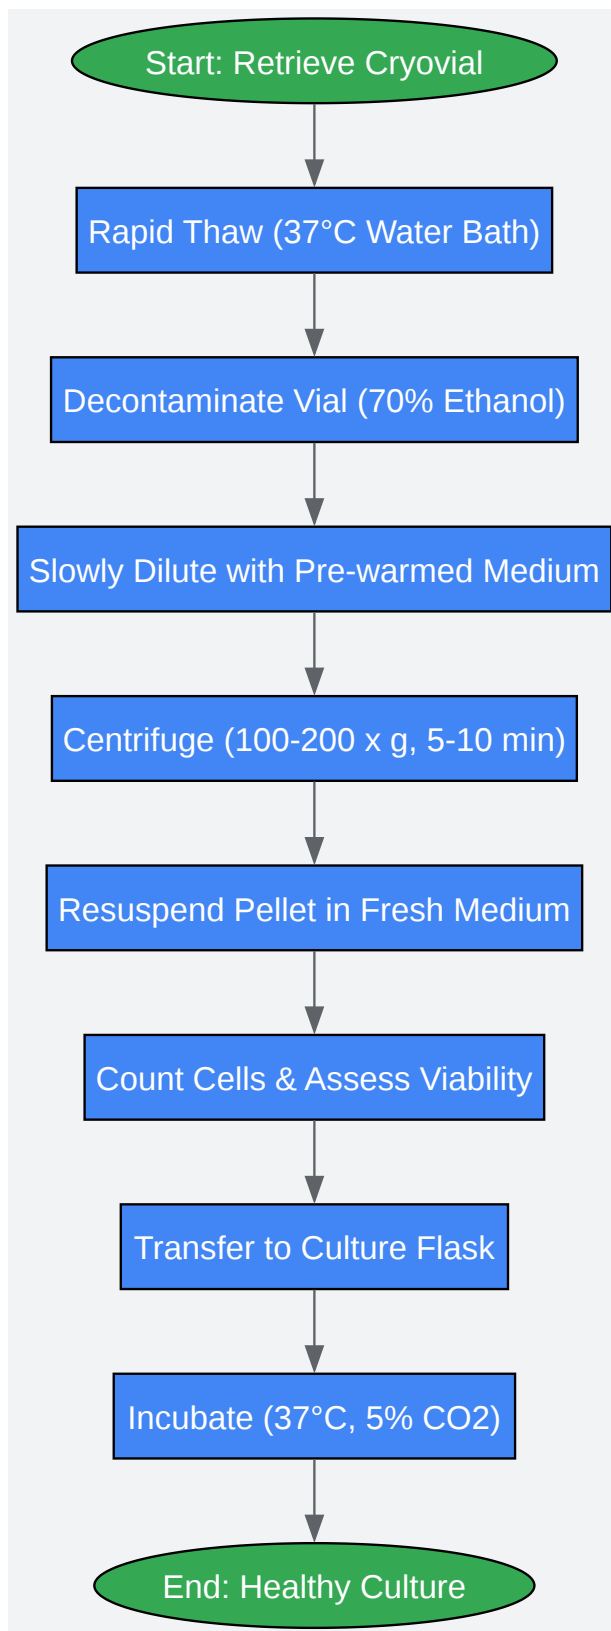 Start: Retrieve Cryovial
Rapid Thaw (37°C Water Bath)
Decontaminate Vial (70% Ethanol)
Slowly Dilute with Pre-warmed Medium
Centrifuge (100-200 x g, 5-10 min)
Resuspend Pellet in Fresh Medium
Count Cells & Assess Viability
Transfer to Culture Flask
Incubate (37°C, 5% CO2)
End: Healthy Culture